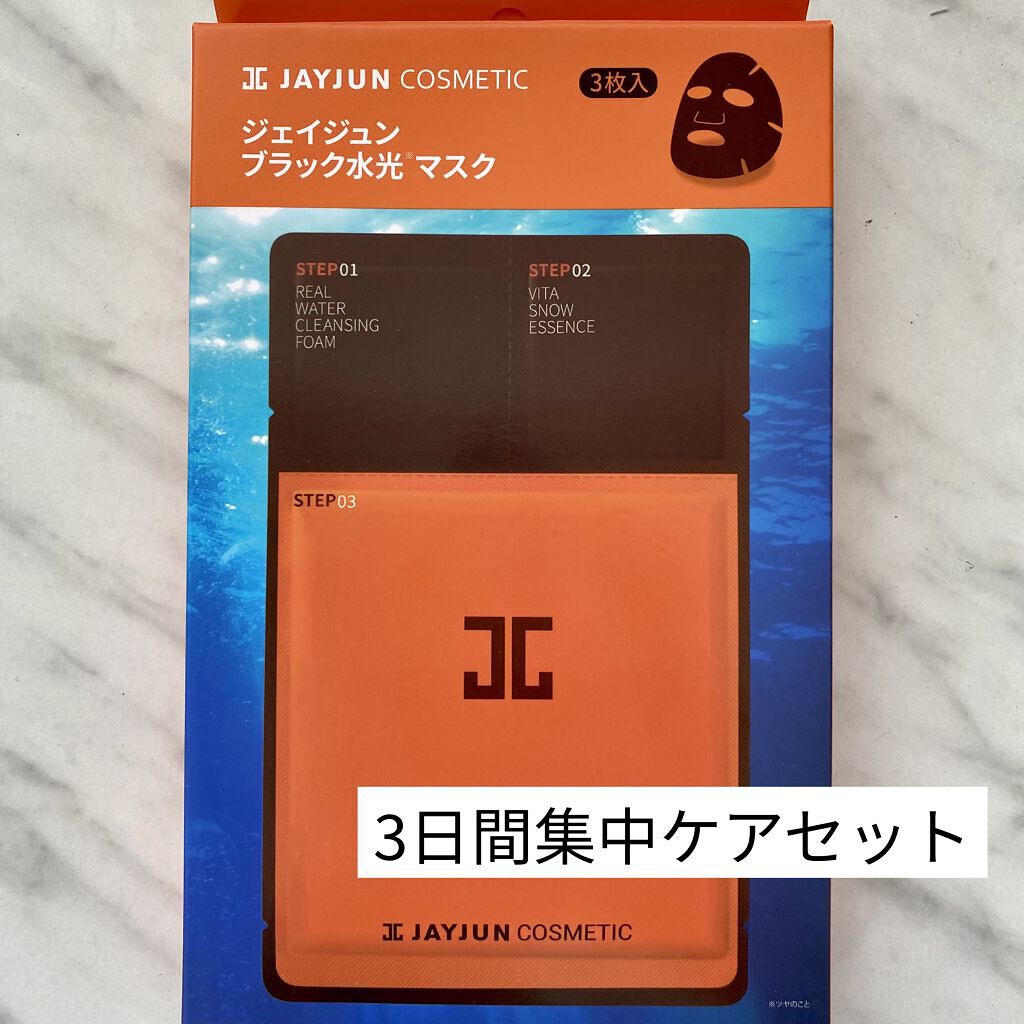 JAYJUN COSMETIC
3枚入
ジェイジュン
ブラック水光※マスク
STEP01
REAL
WATER
CLEANSING
FOAM
STEP02
VITA
SNOW
ESSENCE
STEP03
3日間集中ケアセット
JAYJUN COSMETIC
※ツヤのこと